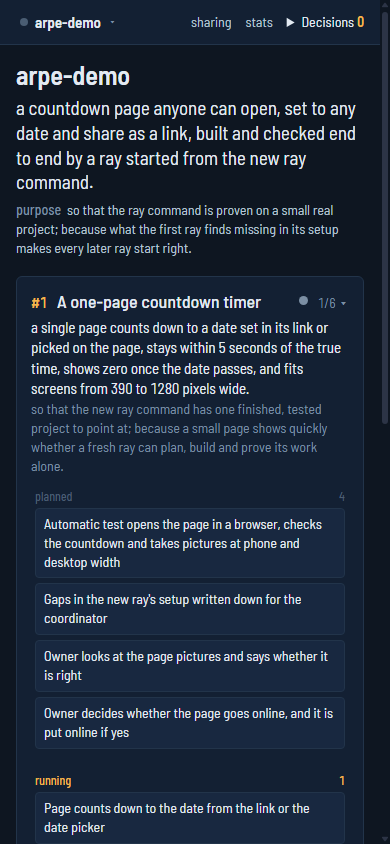 arpe-demo
sharing stats ▶ Decisions 0
arpe-demo
a countdown page anyone can open, set to any
date and share as a link, built and checked end
to end by a ray started from the new ray
command.
purpose so that the ray command is proven on a small real
project; because what the first ray finds missing in its setup
makes every later ray start right.
#1 A one-page countdown timer 1/6
a single page counts down to a date set in its link or
picked on the page, stays within 5 seconds of the true
time, shows zero once the date passes, and fits
screens from 390 to 1280 pixels wide.
so that the new ray command has one finished, tested
project to point at; because a small page shows quickly
whether a fresh ray can plan, build and prove its work
alone.
planned 4
Automatic test opens the page in a browser, checks
the countdown and takes pictures at phone and
desktop width
Gaps in the new ray's setup written down for the
coordinator
Owner looks at the page pictures and says whether it
is right
Owner decides whether the page goes online, and it is
put online if yes
running 1
Page counts down to the date from the link or the
date picker